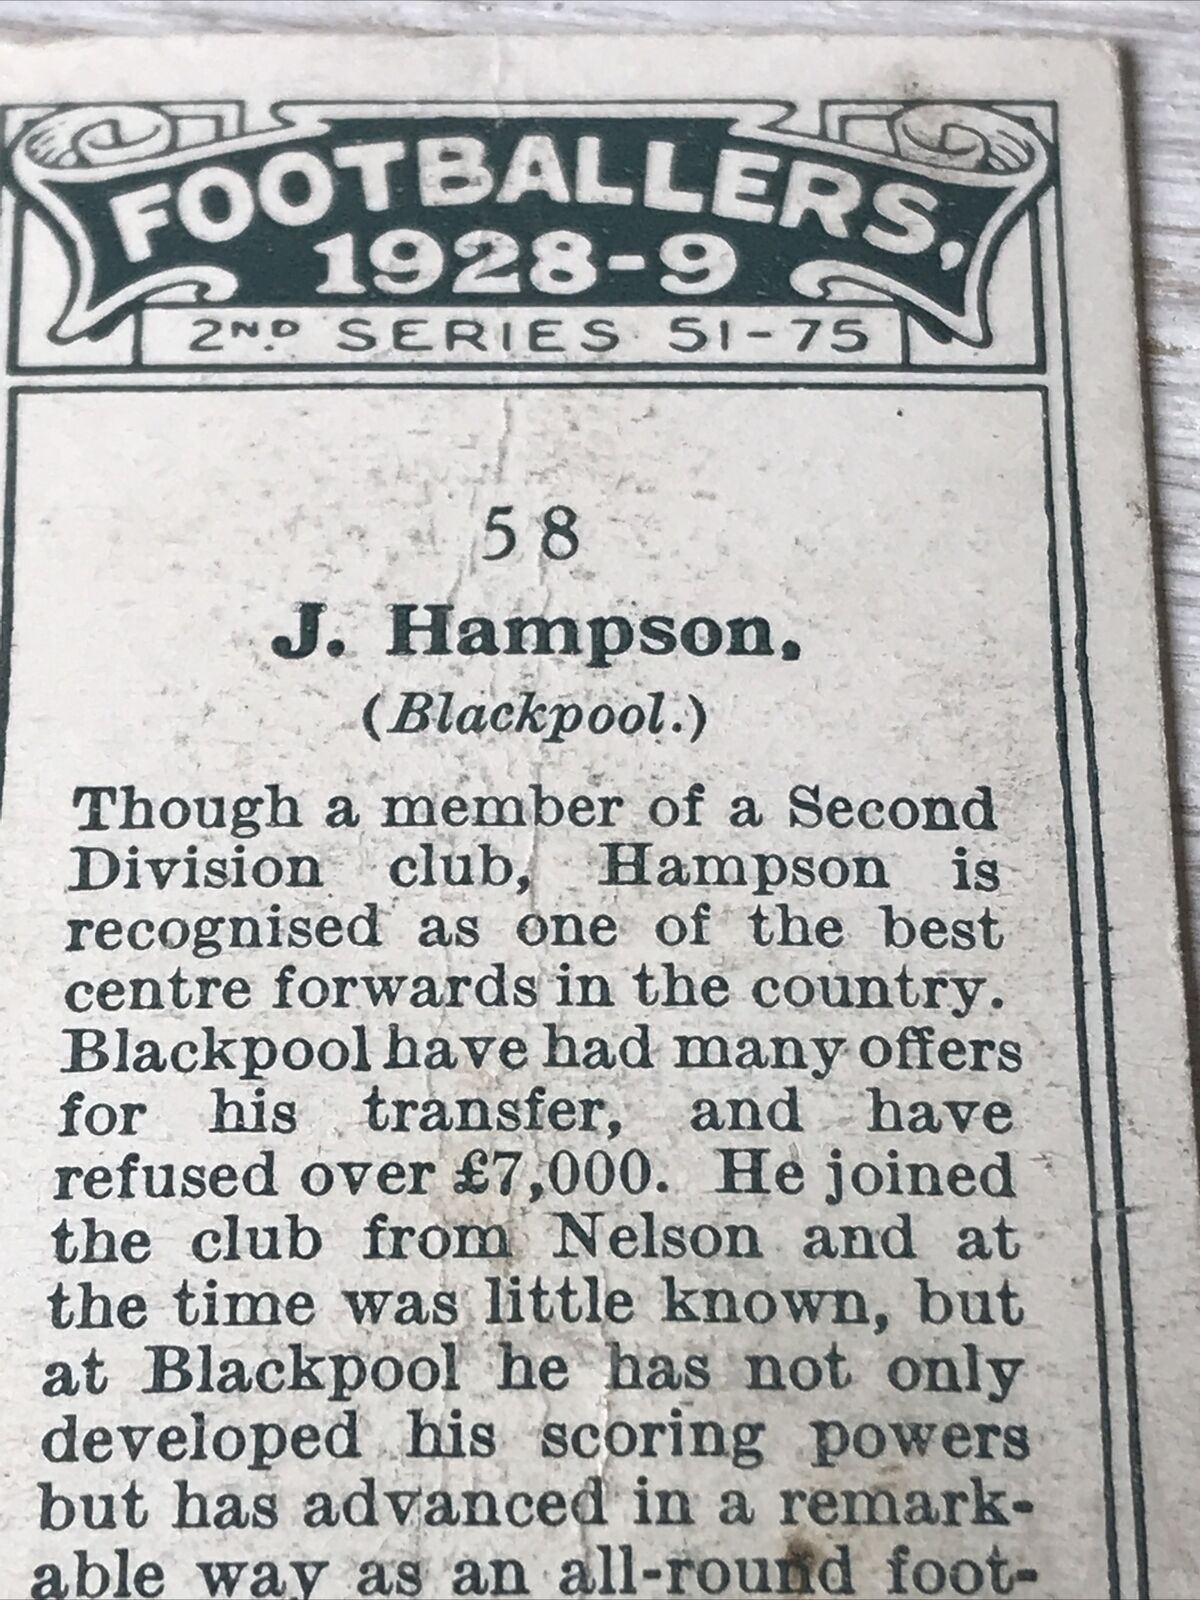 FOOTBALLERS,
1928-9
2ND SERIES 51-75
58
J. Hampson,
(Blackpool.)
Though a member of a Second
Division club, Hampson is
recognised as one of the best
centre forwards in the country.
Blackpool have had many offers
for his transfer, and have
refused over £7,000. He joined
the club from Nelson and at
the time was little known, but
at Blackpool he has not only
developed his scoring powers
but has advanced in a remark-
able way as an all-round foot-